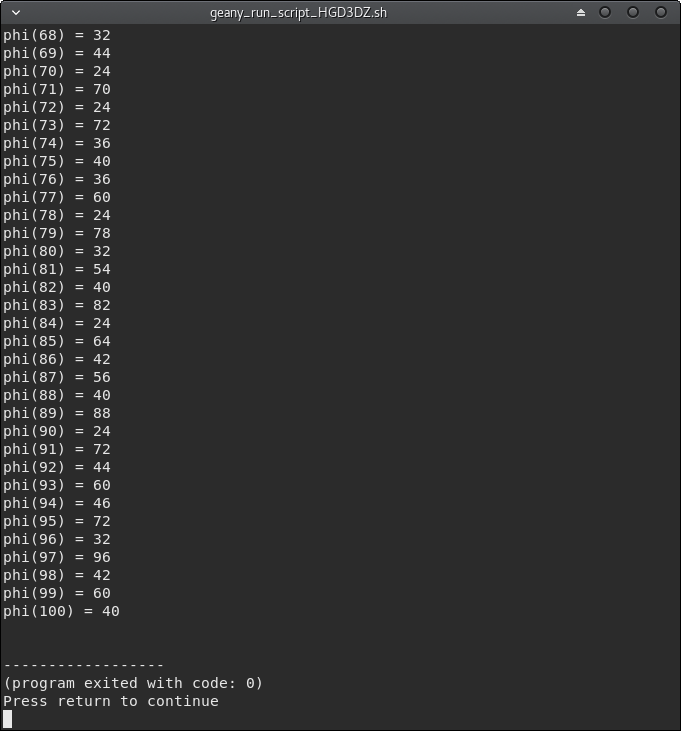 geany_run_script_HGD3DZ.sh
phi(68) = 32
phi(69) = 44
phi(70) = 24
phi(71) = 70
phi(72) = 24
phi(73) = 72
phi(74) = 36
phi(75) = 40
phi(76) = 36
phi(77) = 60
phi(78) = 24
phi(79) = 78
phi(80) = 32
phi(81) = 54
phi(82) = 40
phi(83) = 82
phi(84) = 24
phi(85) = 64
phi(86) = 42
phi(87) = 56
phi(88) = 40
phi(89) = 88
phi(90) = 24
phi(91) = 72
phi(92) = 44
phi(93) = 60
phi(94) = 46
phi(95) = 72
phi(96) = 32
phi(97) = 96
phi(98) = 42
phi(99) = 60
phi(100) = 40
------------------
(program exited with code: 0)
Press return to continue